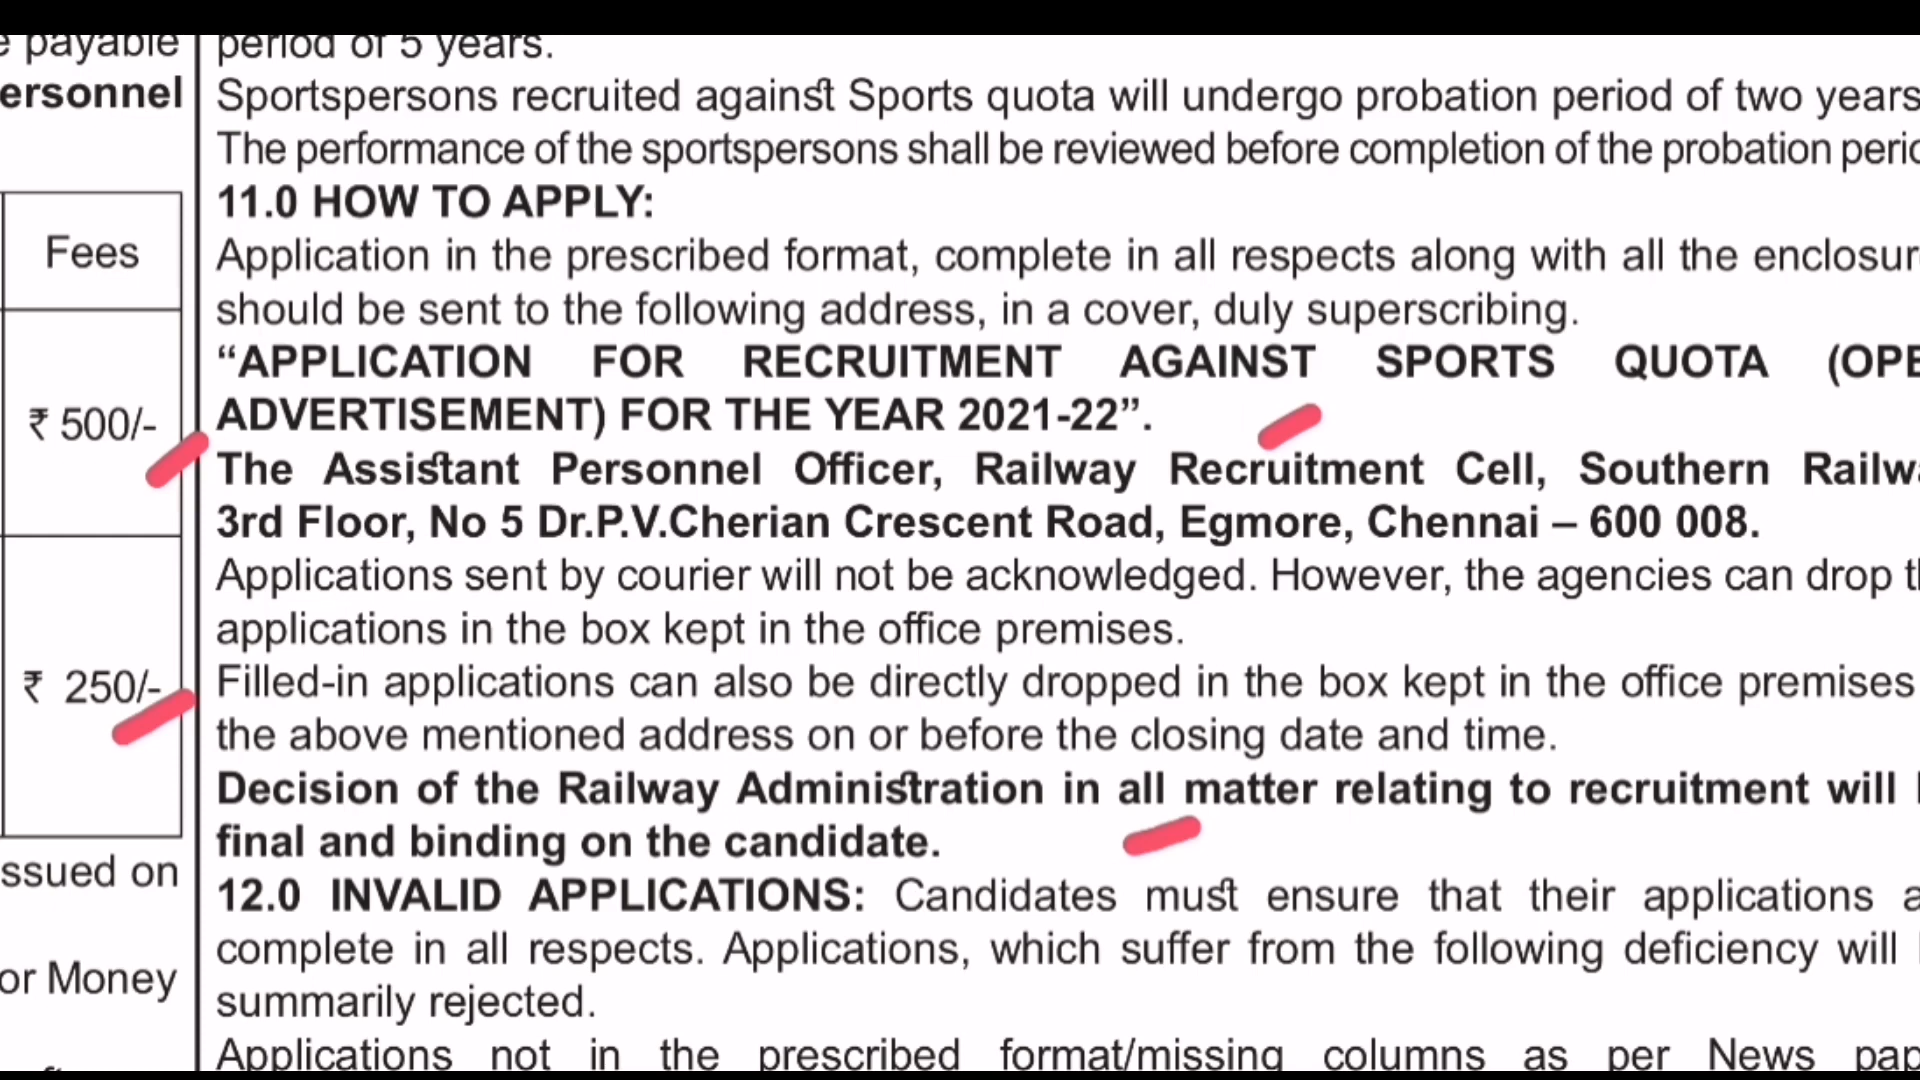 payable
ersonnel
Fees
₹ 500/-
₹ 250/-
ssued on
or Money
period of 5 years.
Sportspersons recruited against Sports quota will undergo probation period of two years
The performance of the sportspersons shall be reviewed before completion of the probation perio
11.0 HOW TO APPLY:
Application in the prescribed format, complete in all respects along with all the enclosur
should be sent to the following address, in a cover, duly superscribing.
“APPLICATION FOR RECRUITMENT AGAINST SPORTS QUOTA (OPE
ADVERTISEMENT) FOR THE YEAR 2021-22”.
The Assistant Personnel Officer, Railway Recruitment Cell, Southern Railwa
3rd Floor, No 5 Dr.P.V.Cherian Crescent Road, Egmore, Chennai – 600 008.
Applications sent by courier will not be acknowledged. However, the agencies can drop t
applications in the box kept in the office premises.
Filled-in applications can also be directly dropped in the box kept in the office premises
the above mentioned address on or before the closing date and time.
Decision of the Railway Administration in all matter relating to recruitment will
final and binding on the candidate.
12.0 INVALID APPLICATIONS: Candidates must ensure that their applications a
complete in all respects. Applications, which suffer from the following deficiency will
summarily rejected.
Applications not in the prescribed format/missing columns as per News pap